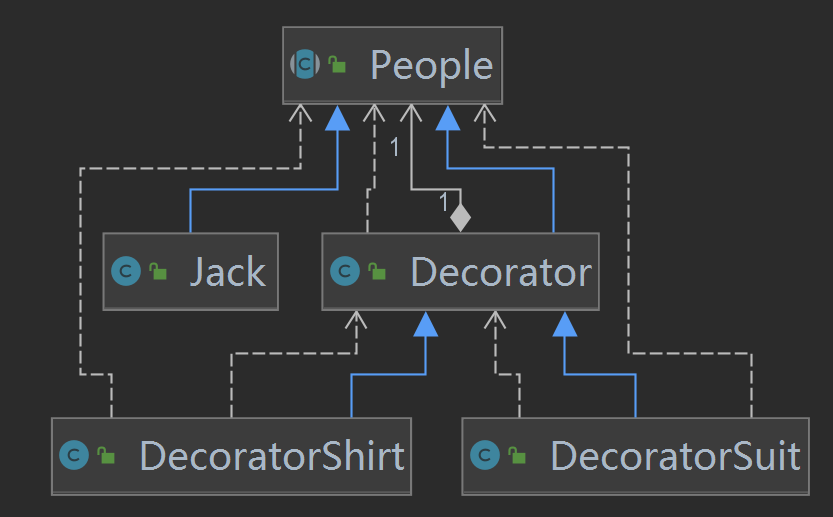 People
1
1
Jack
Decorator
DecoratorShirt
DecoratorSuit